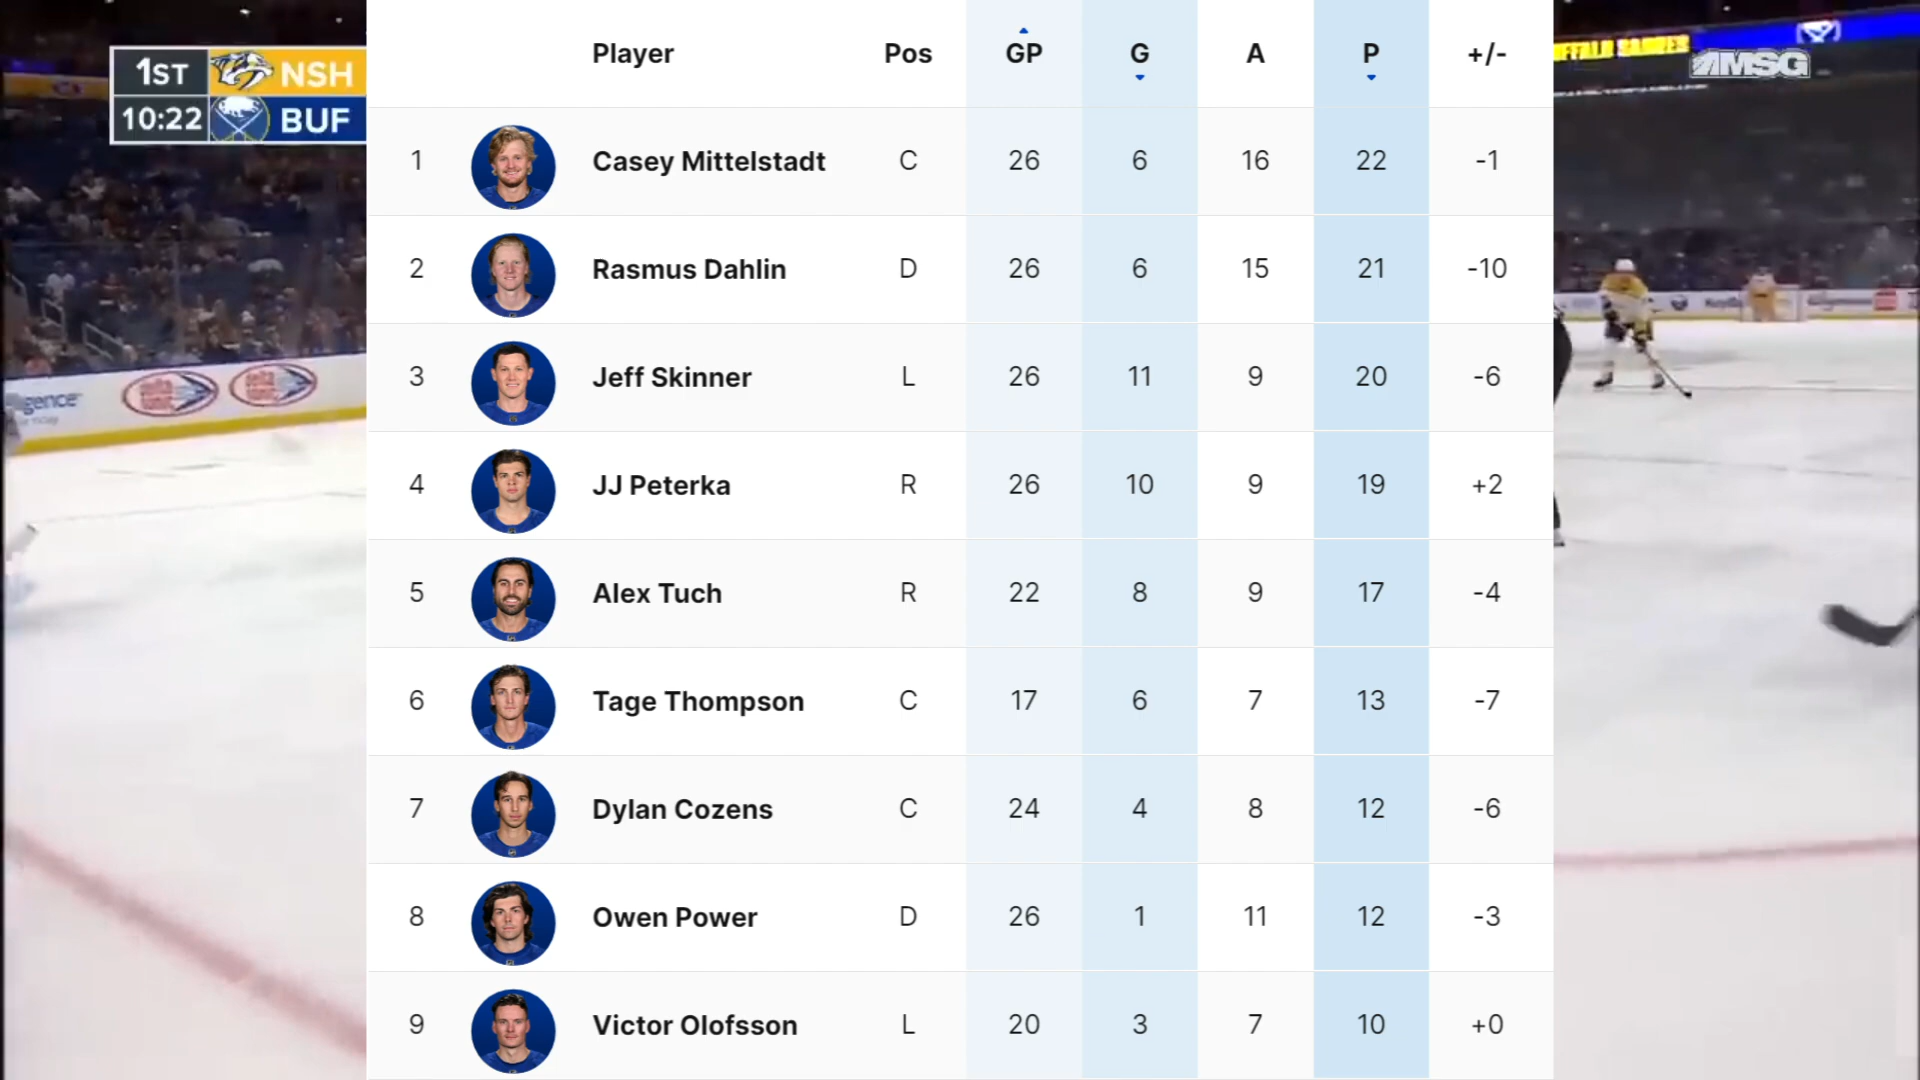 1ST NSH
10:22 BUF
MSG
Player Pos GP G A P +/-
1 Casey Mittelstadt C 26 6 16 22 -1
2 Rasmus Dahlin D 26 6 15 21 -10
3 Jeff Skinner L 26 11 9 20 -6
4 JJ Peterka R 26 10 9 19 +2
5 Alex Tuch R 22 8 9 17 -4
6 Tage Thompson C 17 6 7 13 -7
7 Dylan Cozens C 24 4 8 12 -6
8 Owen Power D 26 1 11 12 -3
9 Victor Olofsson L 20 3 7 10 +0